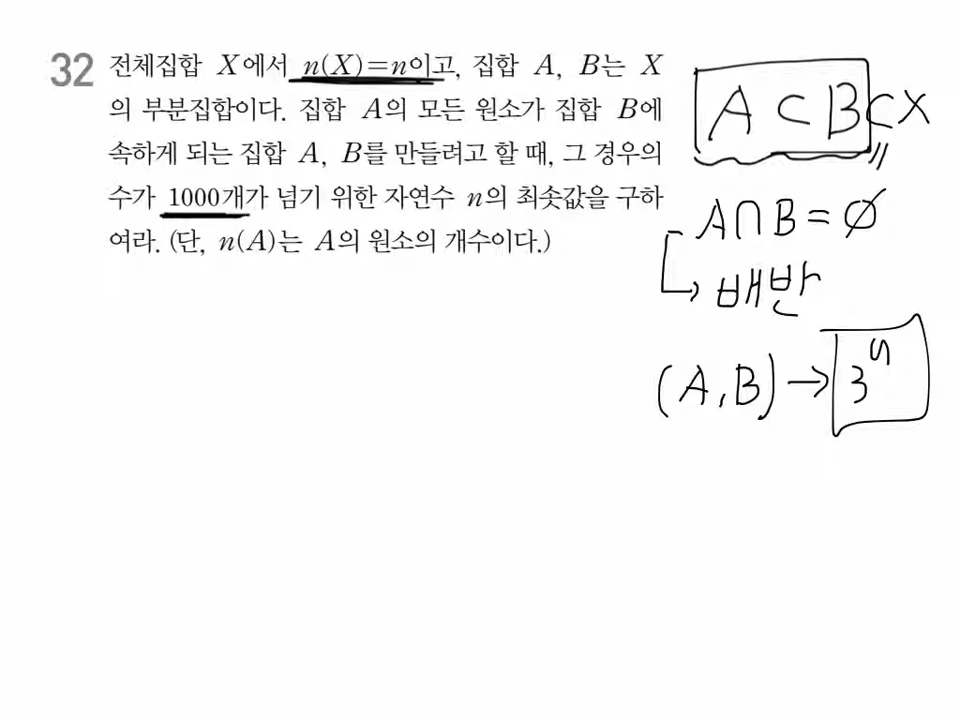 32 전체집합 X에서 n(X)=n이고, 집합 A, B는 X
의 부분집합이다. 집합 A의 모든 원소가 집합 B에
속하게 되는 집합 A, B를 만들려고 할 때, 그 경우의
수가 1000개가 넘기 위한 자연수 n의 최솟값을 구하
여라. (단, n(A)는 A의 원소의 개수이다.)
A⊂B⊂X
A∩B=∅
→ 배반
(A,B)→3ⁿ